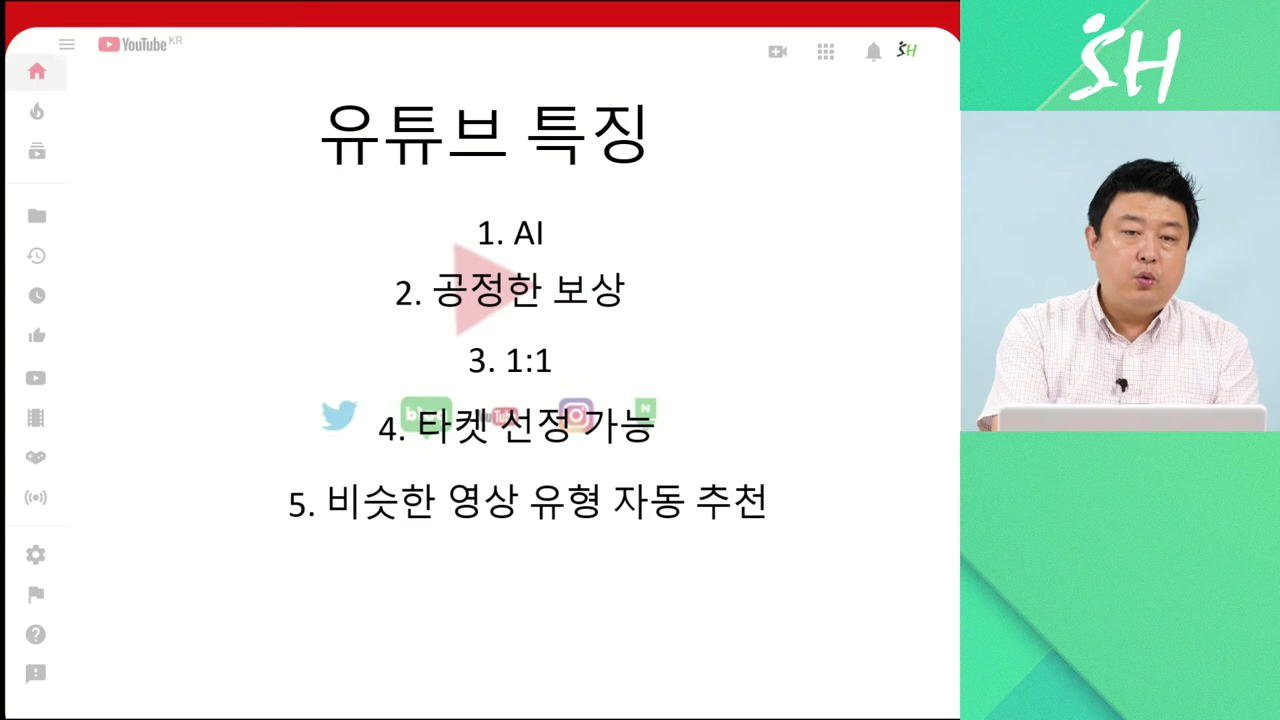 YouTube KR
SH
SH
유튜브 특징
1. AI
2. 공정한 보상
3. 1:1
4. 타켓 선정 가능
5. 비슷한 영상 유형 자동 추천
N